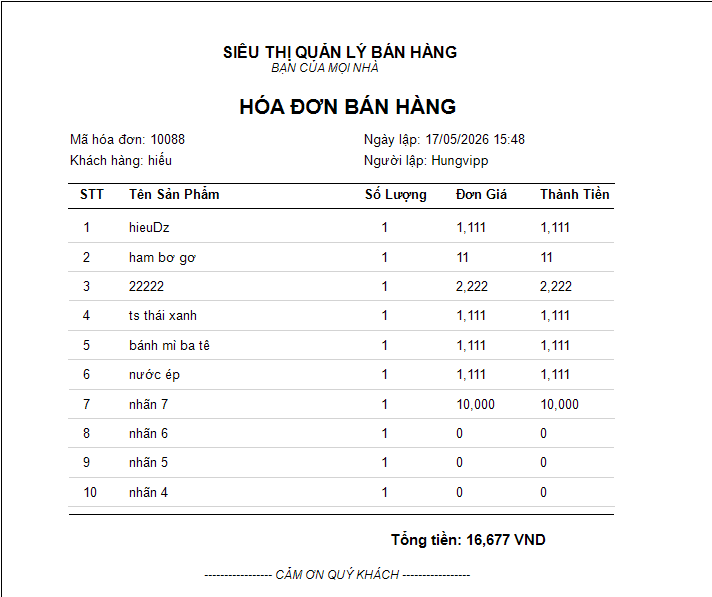 SIÊU THỊ QUẢN LÝ BÁN HÀNG
BẠN CỦA MỌI NHÀ
HÓA ĐƠN BÁN HÀNG
Mã hóa đơn: 10088 Ngày lập: 17/05/2026 15:48
Khách hàng: hiếu Người lập: Hungvipp
STT Tên Sản Phẩm Số Lượng Đơn Giá Thành Tiền
1 hieuDz 1 1,111 1,111
2 ham bơ gơ 1 11 11
3 22222 1 2,222 2,222
4 ts thái xanh 1 1,111 1,111
5 bánh mì ba tê 1 1,111 1,111
6 nước ép 1 1,111 1,111
7 nhãn 7 1 10,000 10,000
8 nhãn 6 1 0 0
9 nhãn 5 1 0 0
10 nhãn 4 1 0 0
Tổng tiền: 16,677 VND
----------------- CẢM ƠN QUÝ KHÁCH -----------------